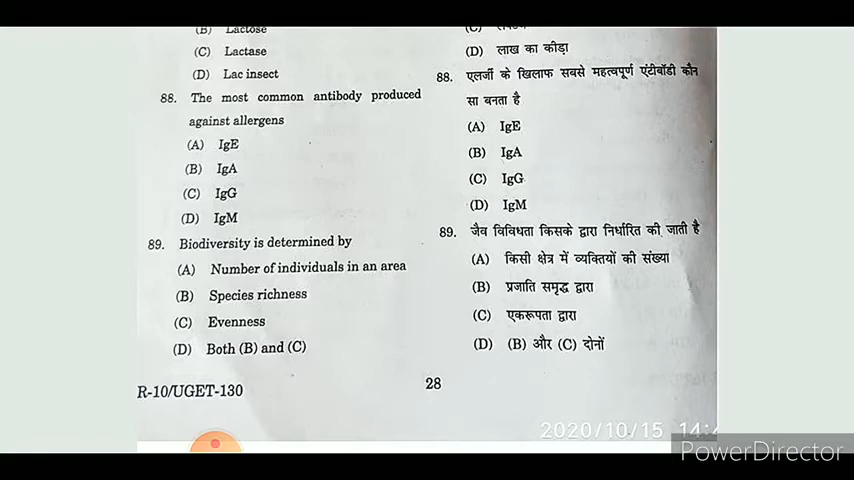 (B) Lactose
(C) Lactase
(D) Lac insect
88. The most common antibody produced
against allergens
(A) IgE
(B) IgA
(C) IgG
(D) IgM
89. Biodiversity is determined by
(A) Number of individuals in an area
(B) Species richness
(C) Evenness
(D) Both (B) and (C)
(C)
(D) लाख का कीड़ा
88. एलर्जी के खिलाफ सबसे महत्वपूर्ण एंटीबॉडी कौन
सा बनता है
(A) IgE
(B) IgA
(C) IgG
(D) IgM
89. जैव विविधता किसके द्वारा निर्धारित की जाती है
(A) किसी क्षेत्र में व्यक्तियों की संख्या
(B) प्रजाति समृद्ध द्वारा
(C) एकरूपता द्वारा
(D) (B) और (C) दोनों
R-10/UGET-130
28
2020/10/15 14:4
PowerDirector